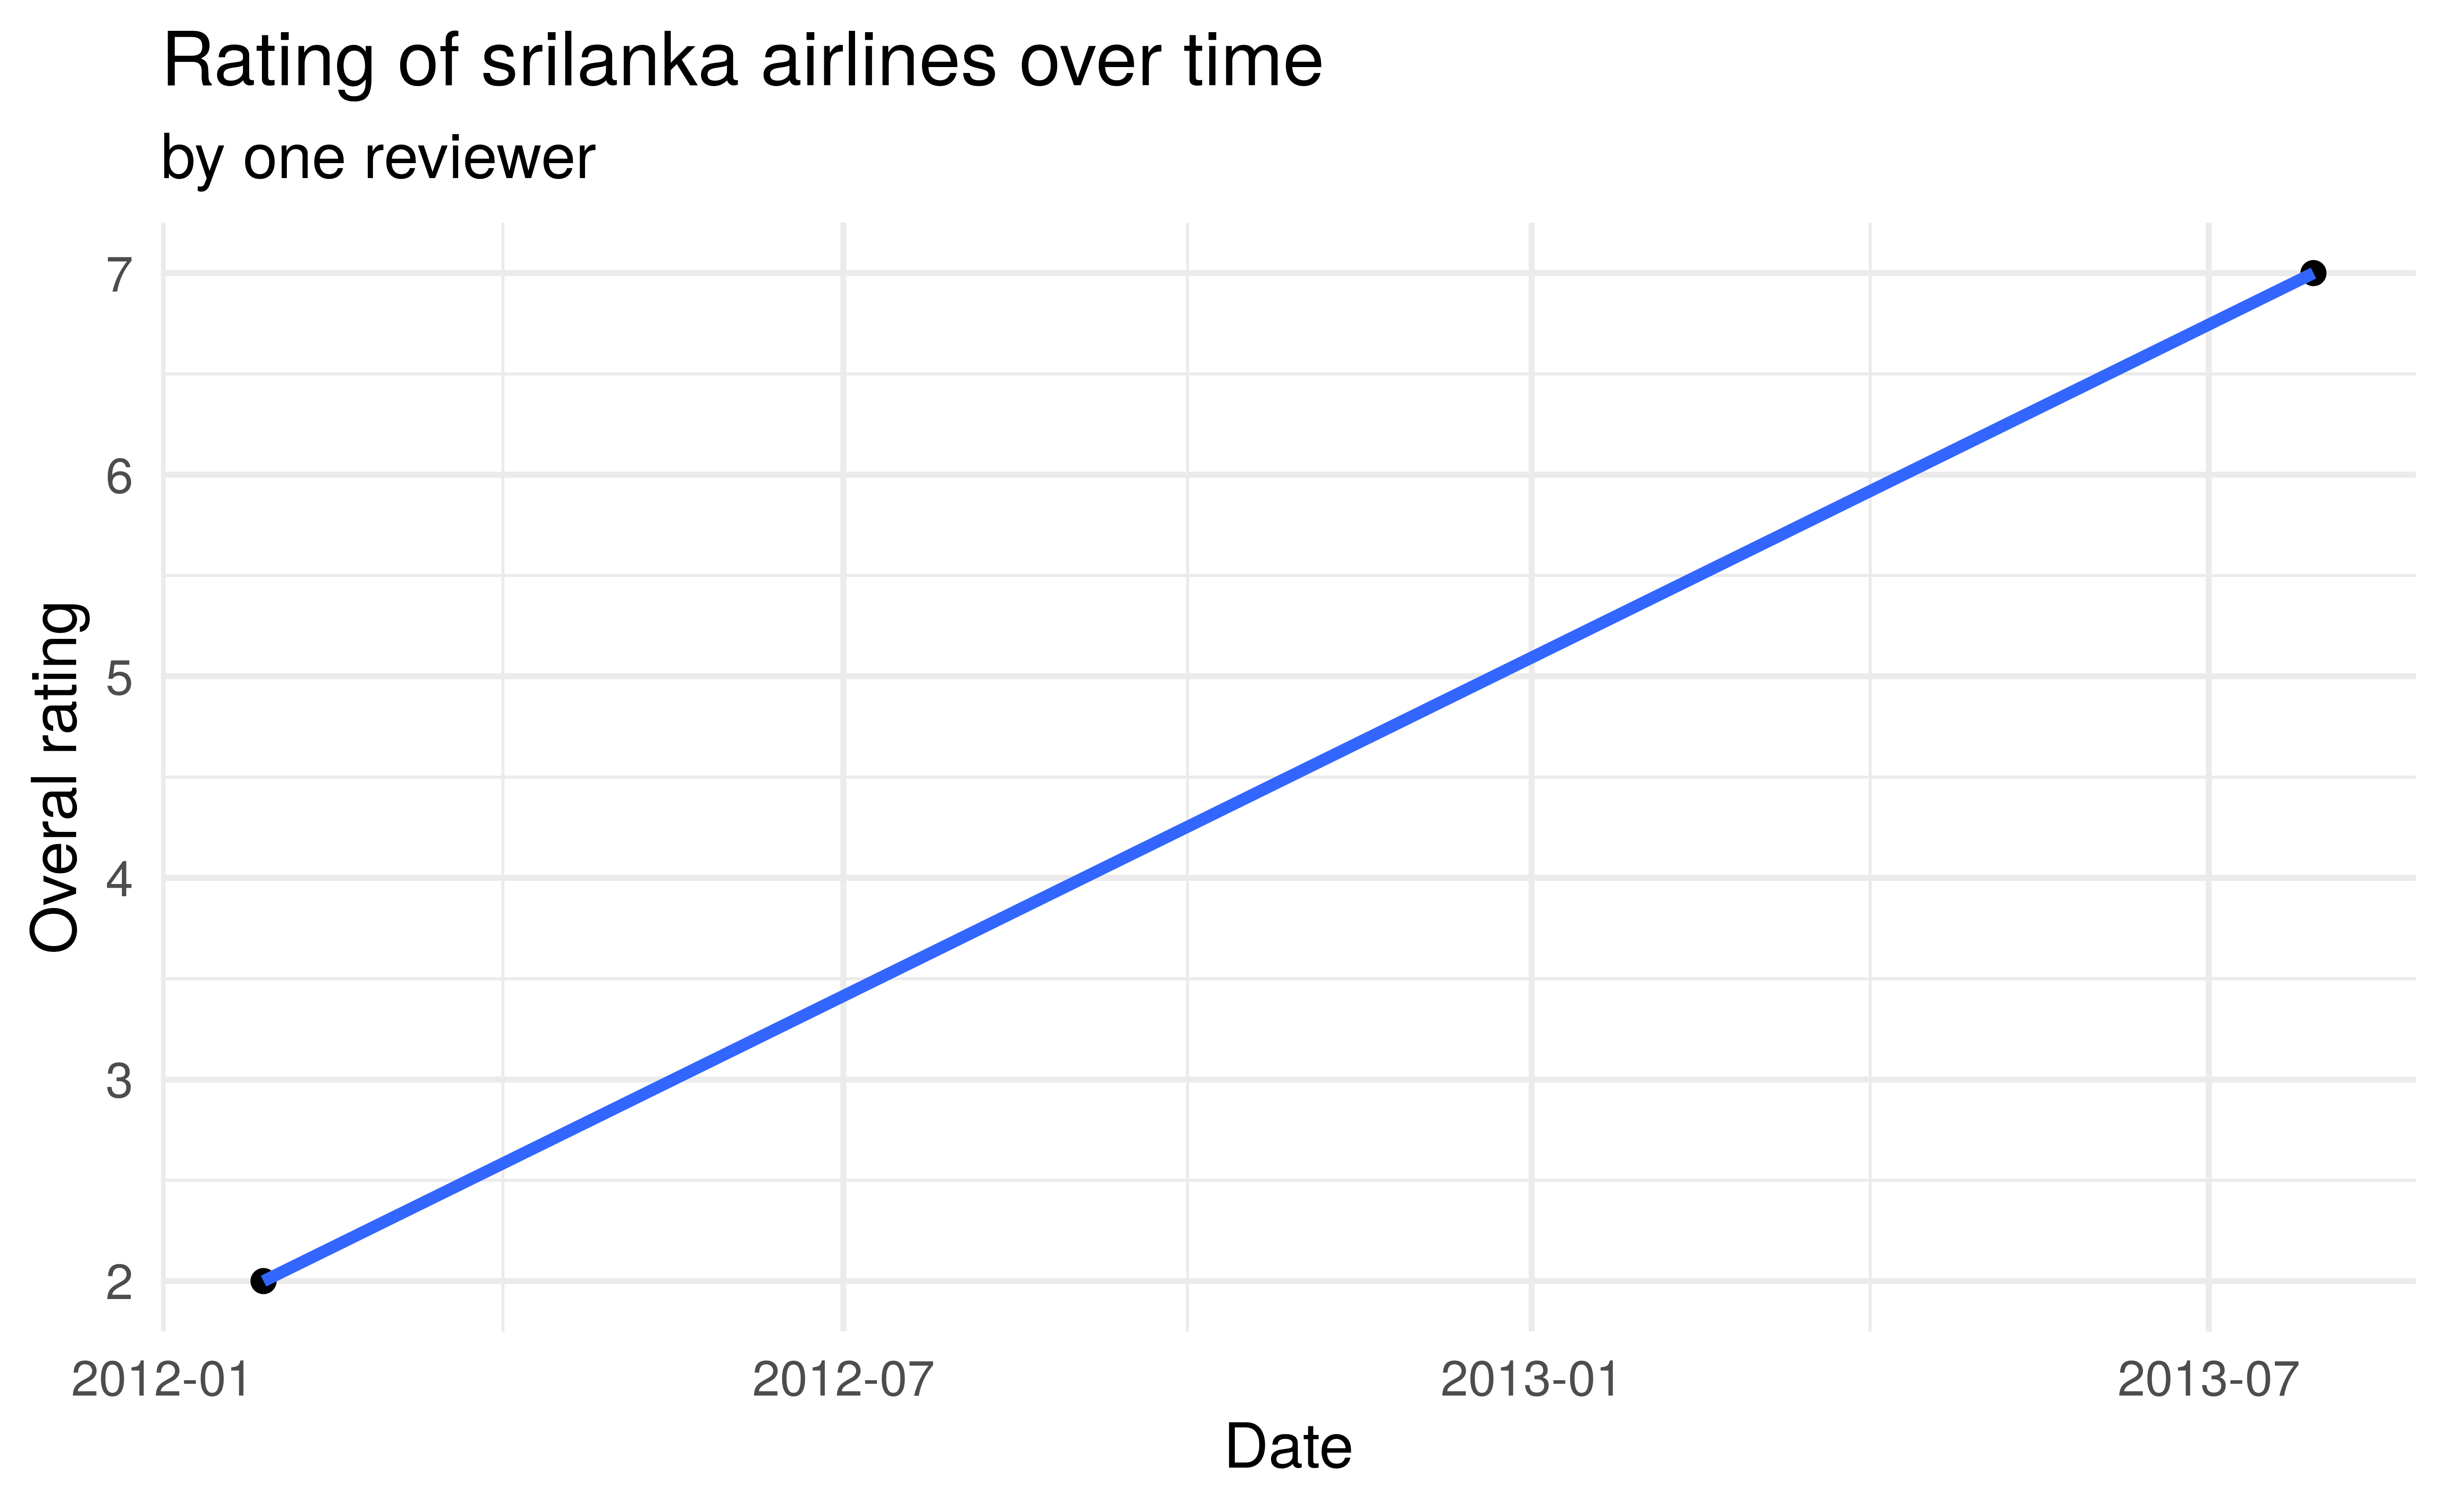 Rating of srilanka airlines over time
by one reviewer
Overall rating
7
6
5
4
3
2
2012-01 2012-07 2013-01 2013-07
Date